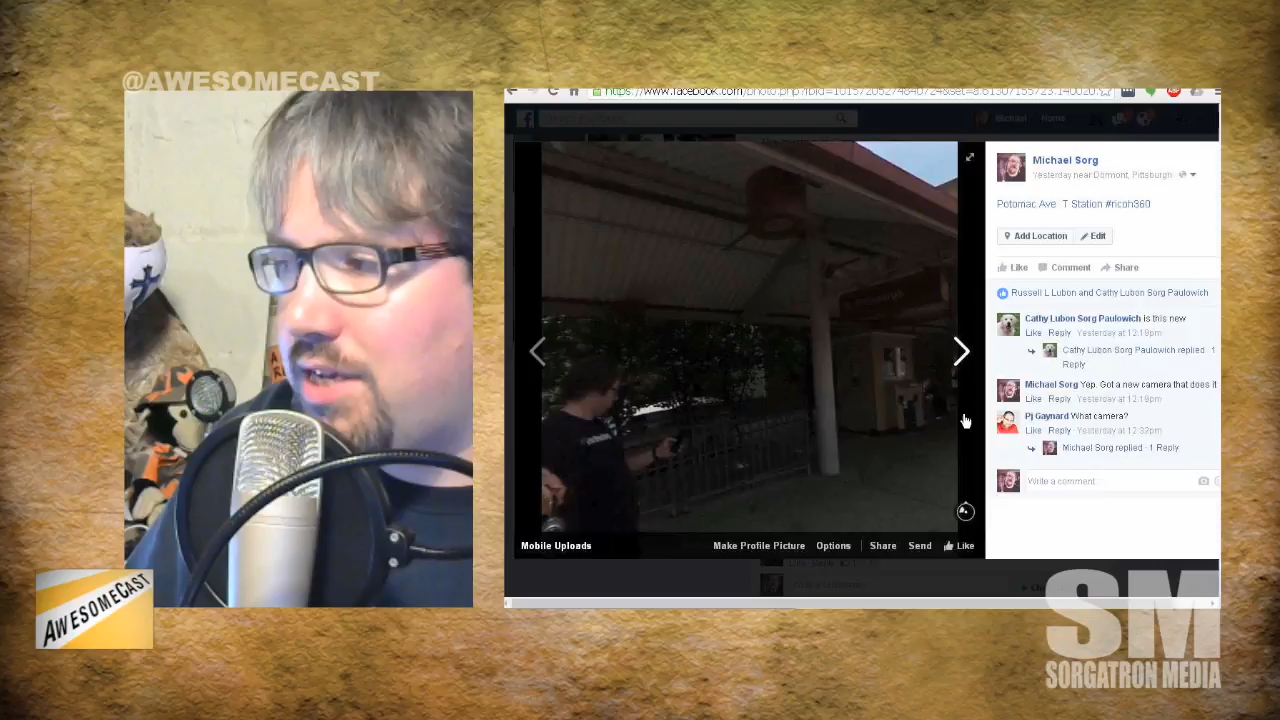 @AWESOMECAST
Michael
Home
Michael Sorg
Yesterday near Dormont, Pittsburgh
Potomac Ave T Station #ricoh360
Add Location
Edit
Like Comment Share
Russell L Lubon and Cathy Lubon Sorg Paulowich
Cathy Lubon Sorg Paulowich is this new
Like Reply Yesterday at 12:19pm
Cathy Lubon Sorg Paulowich replied · 1
Reply
Michael Sorg Yep. Got a new camera that does it
Like Reply Yesterday at 12:19pm
Pj Gaynard What camera?
Like Reply Yesterday at 12:32pm
Michael Sorg replied · 1 Reply
Write a comment
Mobile Uploads
Make Profile Picture Options Share Send Like
AWESOMECAST
SM
SORGATRON MEDIA